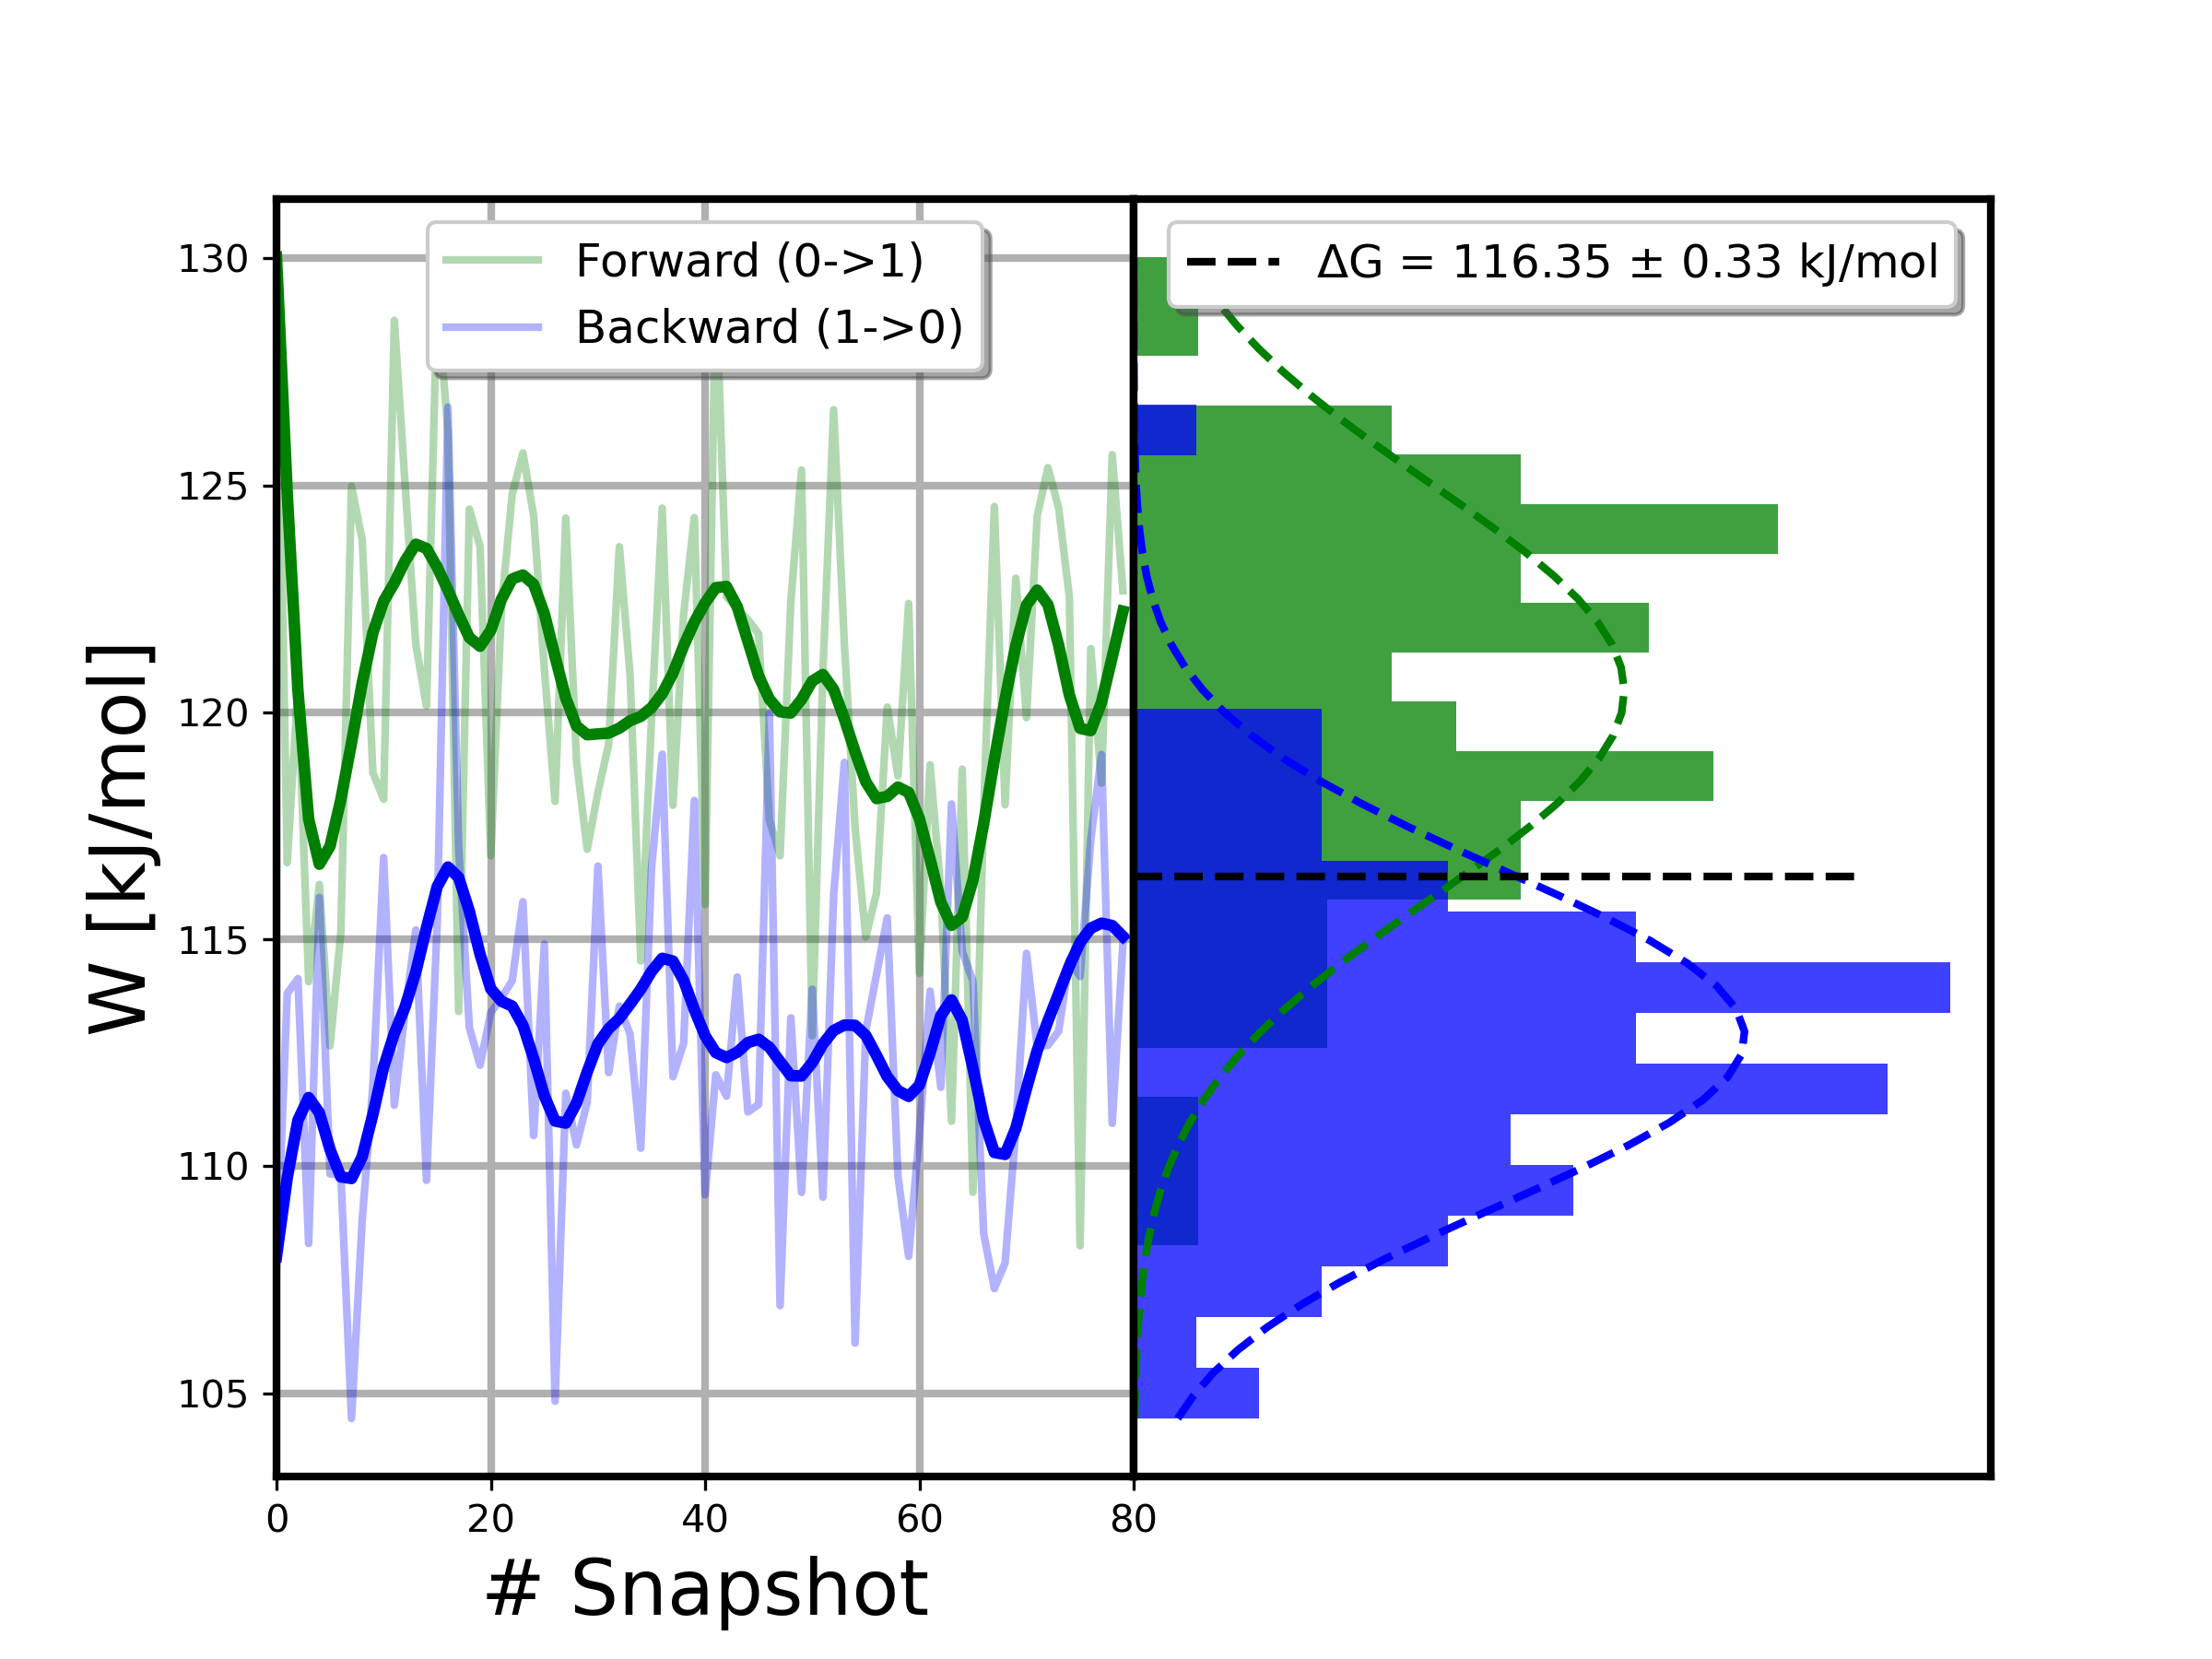 Forward (0->1)
Backward (1->0)
ΔG = 116.35 ± 0.33 kJ/mol
W [kJ/mol]
130
125
120
115
110
105
0
20
40
60
80
# Snapshot